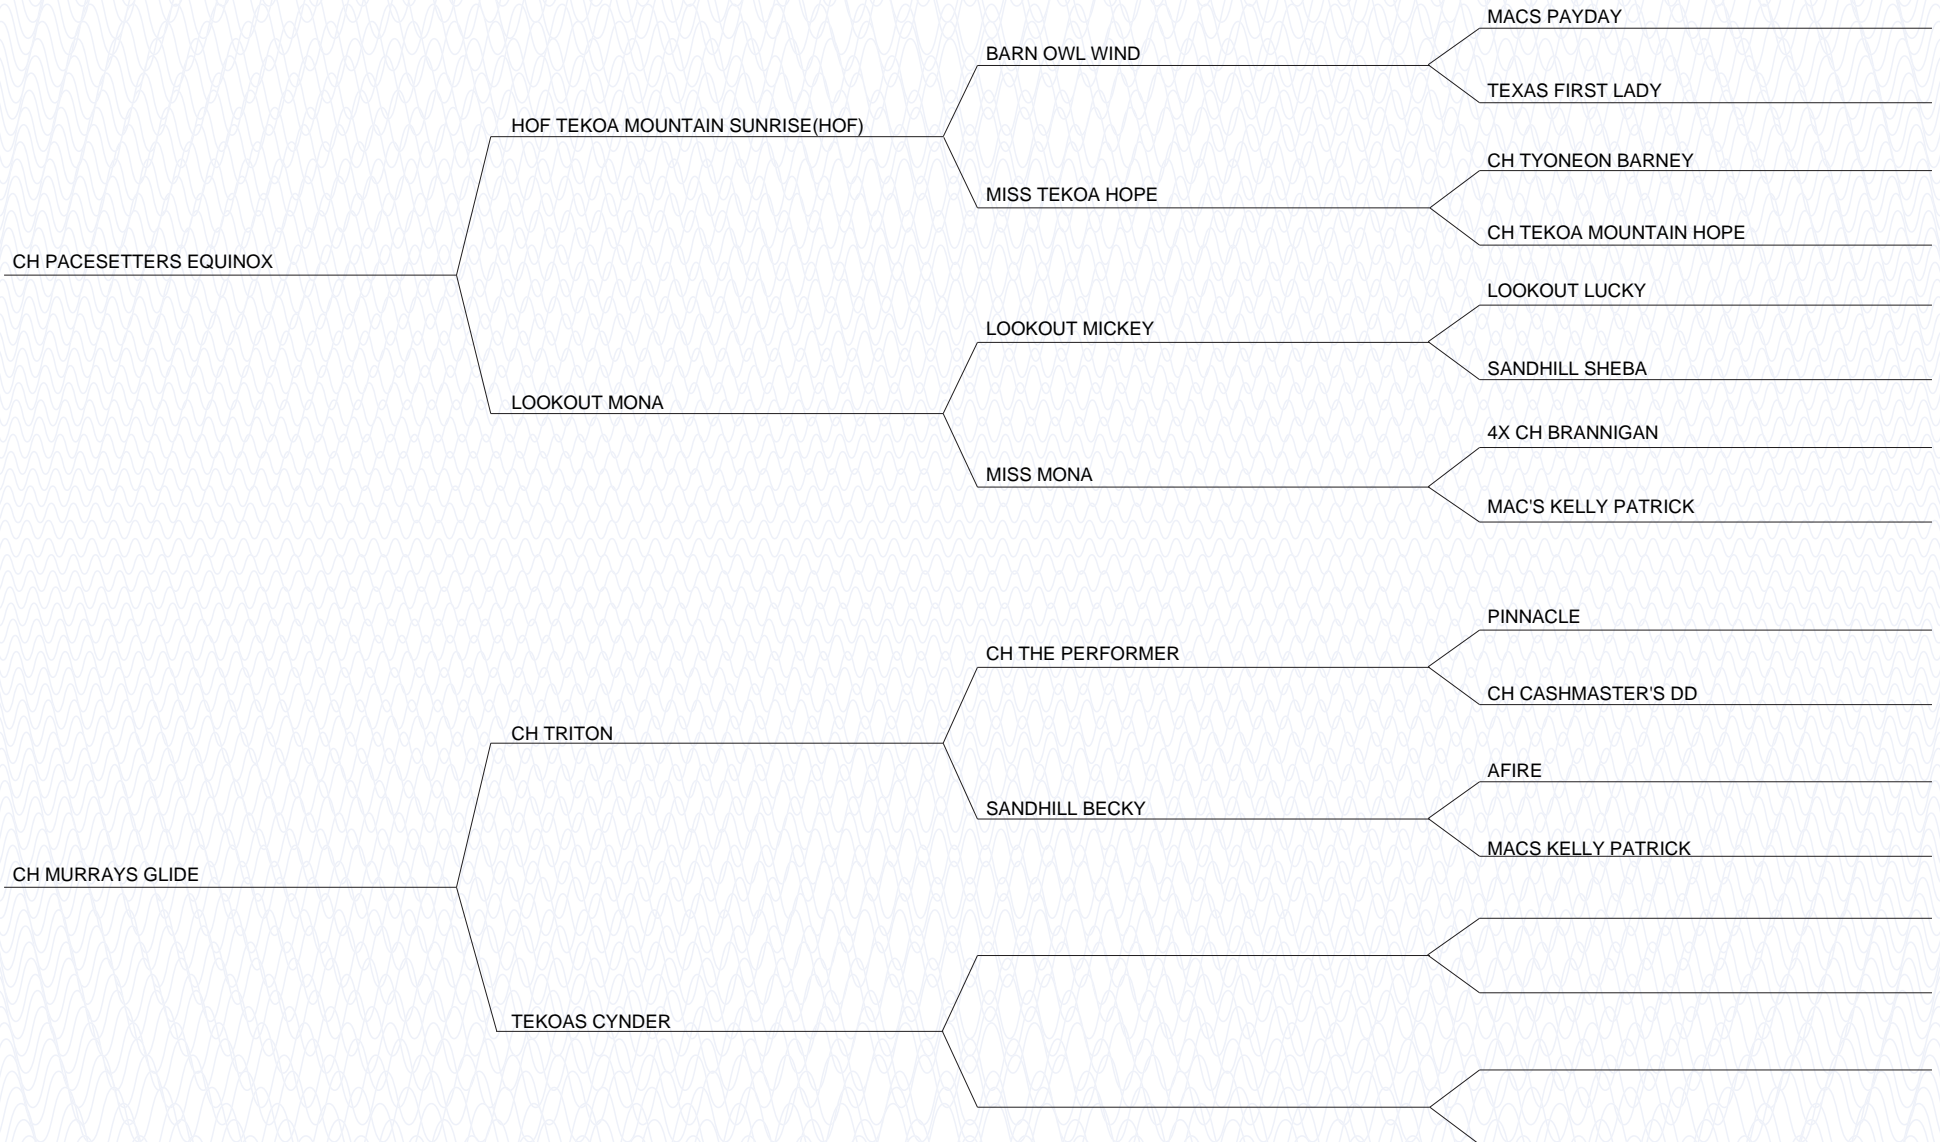 MACS PAYDAY
BARN OWL WIND
TEXAS FIRST LADY
HOF TEKOA MOUNTAIN SUNRISE(HOF)
CH TYONEON BARNEY
MISS TEKOA HOPE
CH TEKOA MOUNTAIN HOPE
CH PACESETTERS EQUINOX
LOOKOUT LUCKY
LOOKOUT MICKEY
SANDHILL SHEBA
LOOKOUT MONA
4X CH BRANNIGAN
MISS MONA
MAC'S KELLY PATRICK
PINNACLE
CH THE PERFORMER
CH CASHMASTER'S DD
CH TRITON
AFIRE
SANDHILL BECKY
MACS KELLY PATRICK
CH MURRAYS GLIDE
TEKOAS CYNDER